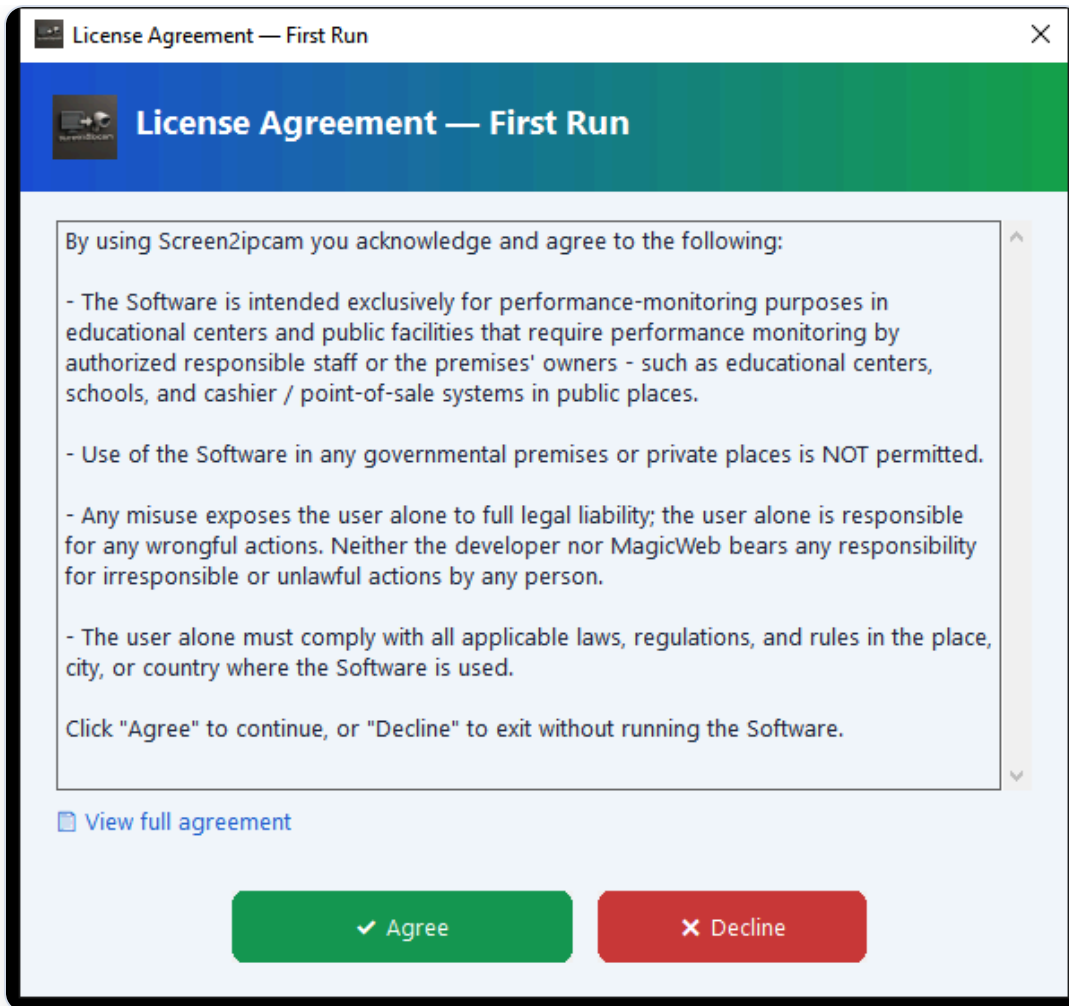 License Agreement — First Run
License Agreement — First Run
By using Screen2ipcam you acknowledge and agree to the following:
- The Software is intended exclusively for performance-monitoring purposes in
educational centers and public facilities that require performance monitoring by
authorized responsible staff or the premises' owners - such as educational centers,
schools, and cashier / point-of-sale systems in public places.
- Use of the Software in any governmental premises or private places is NOT permitted.
- Any misuse exposes the user alone to full legal liability; the user alone is responsible
for any wrongful actions. Neither the developer nor MagicWeb bears any responsibility
for irresponsible or unlawful actions by any person.
- The user alone must comply with all applicable laws, regulations, and rules in the place,
city, or country where the Software is used.
Click "Agree" to continue, or "Decline" to exit without running the Software.
View full agreement
✔ Agree
✖ Decline